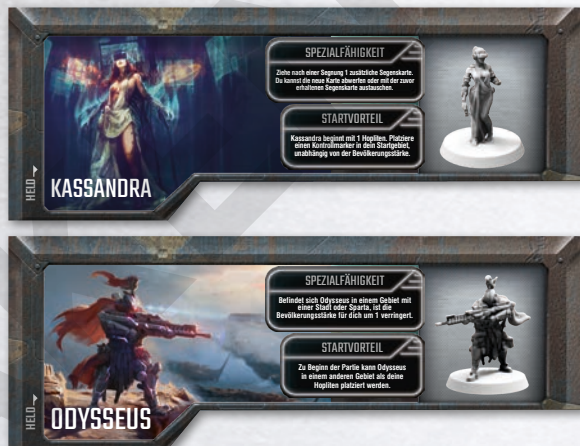 SPEZIALFÄHIGKEIT
Ziehe nach einer Segnung 1 zusätzliche Segenskarte.
Du kannst die neue Karte abwerfen oder mit der zuvor
erhaltenen Segenskarte austauschen.
STARTVORTEIL
Kassandra beginnt mit 1 Hopliten. Platziere
einen Kontrollmarker in dein Startgebiet,
unabhängig von der Bevölkerungsstärke.
HELD
KASSANDRA
SPEZIALFÄHIGKEIT
Befindet sich Odysseus in einem Gebiet mit
einer Stadt oder Sparta, ist die
Bevölkerungsstärke für dich um 1 verringert.
STARTVORTEIL
Zu Beginn der Partie kann Odysseus
in einem anderen Gebiet als deine
Hopliten platziert werden.
HELD
ODYSSEUS